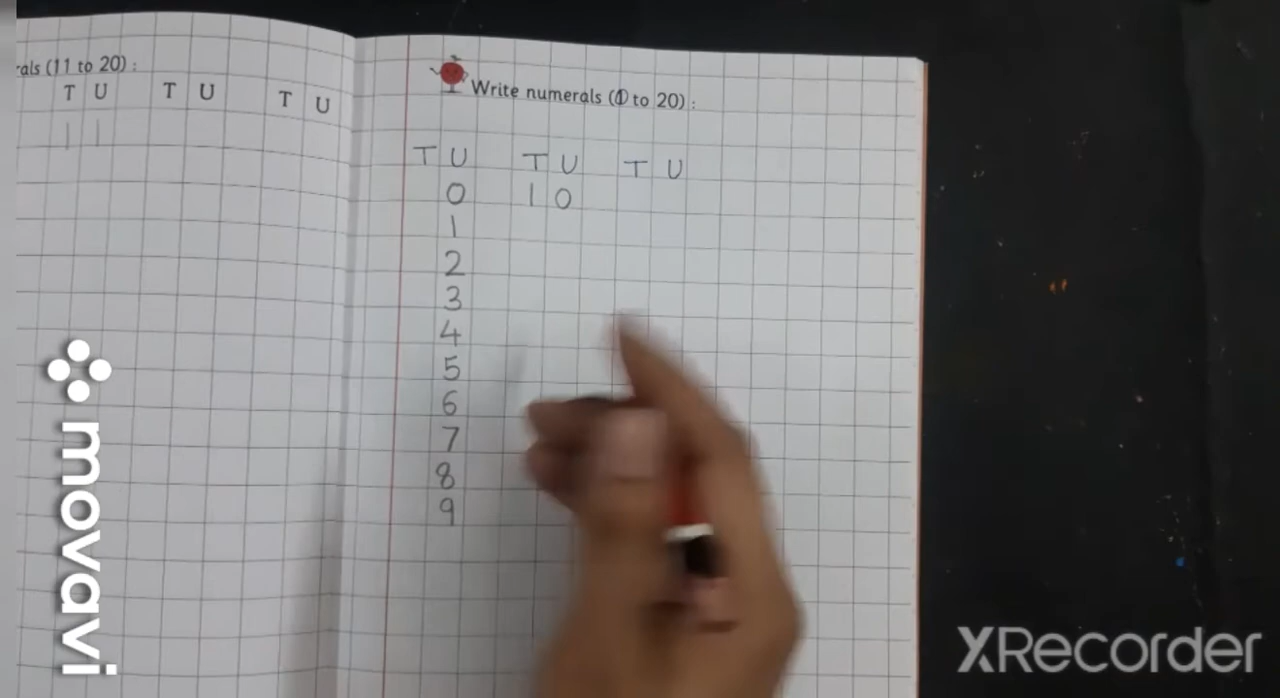 rals (11 to 20) :
T U T U T U
1 1
Write numerals (0 to 20) :
T U T U T U
0 1 0
1
2
3
4
5
6
7
8
9
movavi
XRecorder